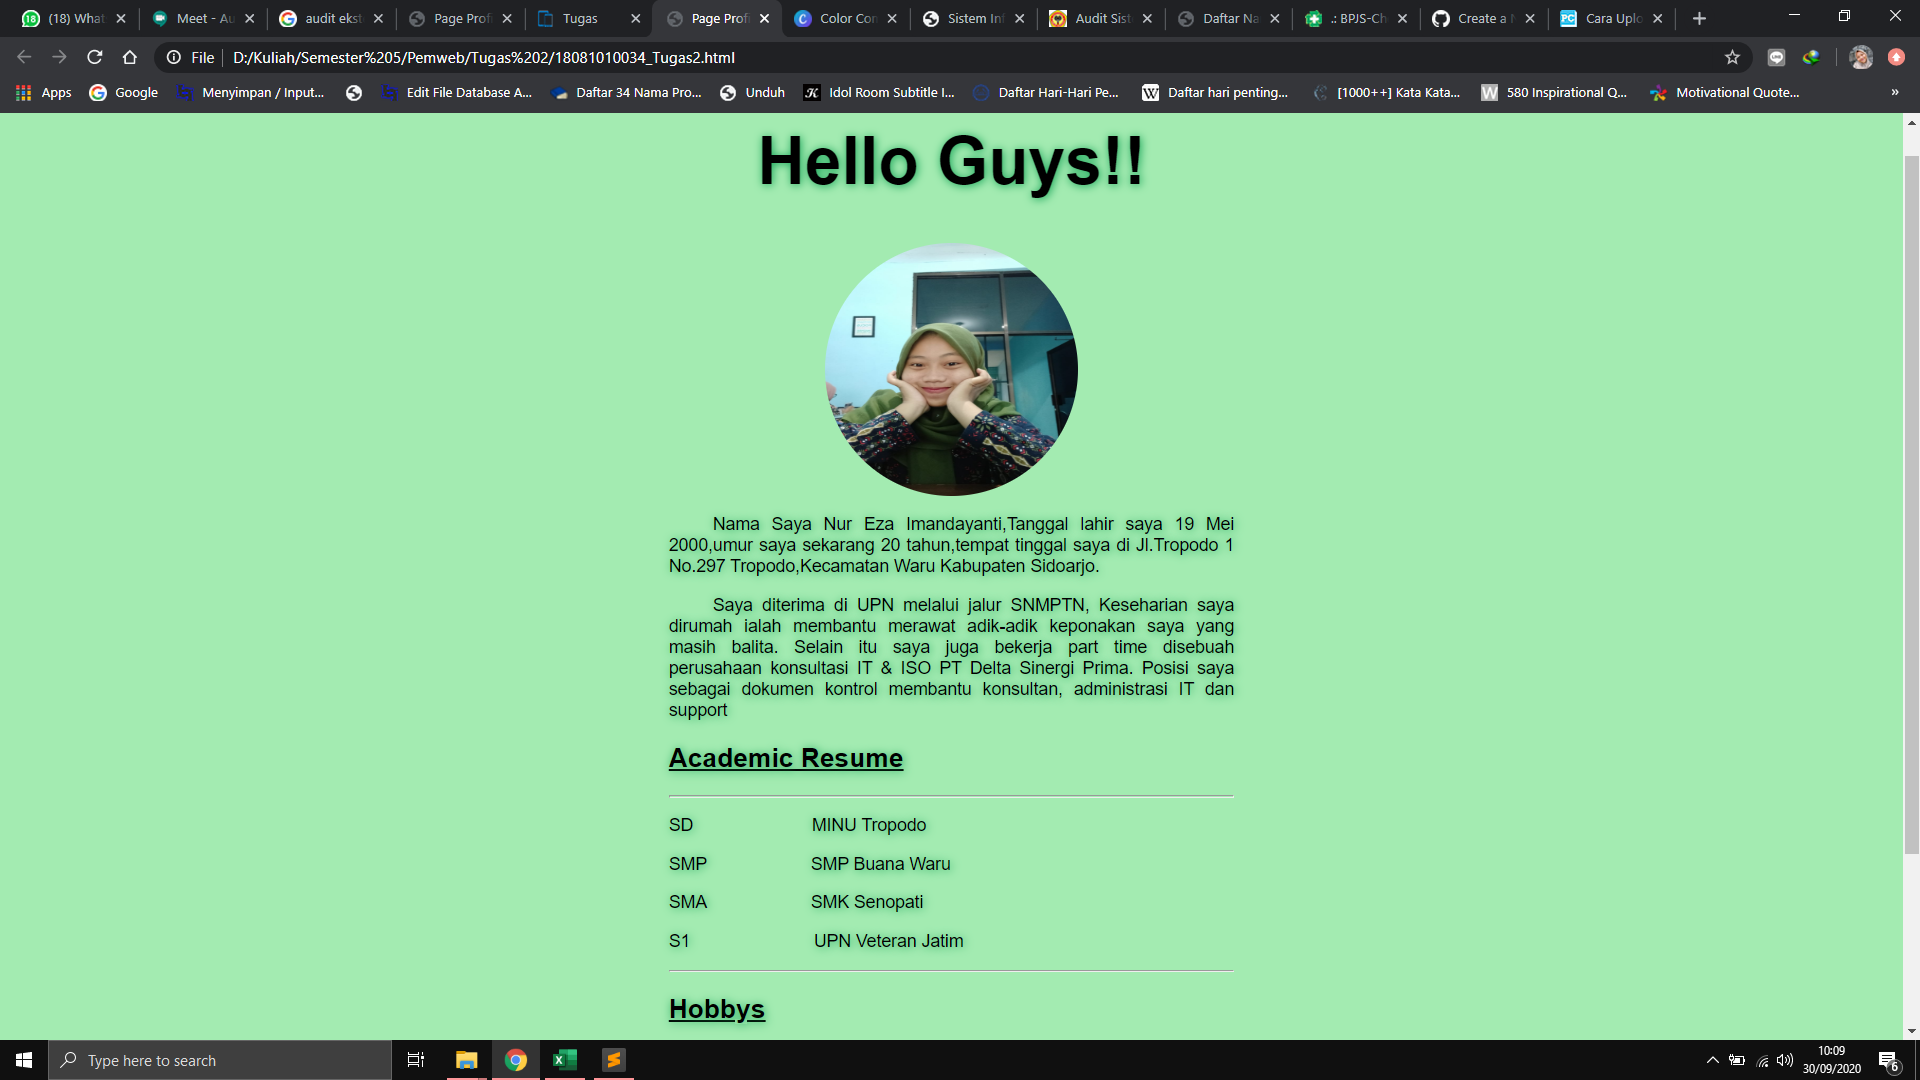 (18) What
Meet - Au
audit ekst
Page Profi
Tugas
Page Profi
Color Con
Sistem Inf
Audit Sist
Daftar Na
.: BPJS-Ch
Create a N
Cara Uplo
File
D:/Kuliah/Semester%205/Pemweb/Tugas%202/18081010034_Tugas2.html
Apps
Google
Menyimpan / Input...
Edit File Database A...
Daftar 34 Nama Pro...
Unduh
Idol Room Subtitle I...
Daftar Hari-Hari Pe...
Daftar hari penting...
[1000++] Kata Kata...
580 Inspirational Q...
Motivational Quote...
»
Hello Guys!!
Nama Saya Nur Eza Imandayanti,Tanggal lahir saya 19 Mei
2000,umur saya sekarang 20 tahun,tempat tinggal saya di Jl.Tropodo 1
No.297 Tropodo,Kecamatan Waru Kabupaten Sidoarjo.
Saya diterima di UPN melalui jalur SNMPTN, Keseharian saya
dirumah ialah membantu merawat adik-adik keponakan saya yang
masih balita. Selain itu saya juga bekerja part time disebuah
perusahaan konsultasi IT & ISO PT Delta Sinergi Prima. Posisi saya
sebagai dokumen kontrol membantu konsultan, administrasi IT dan
support
Academic Resume
SD MINU Tropodo
SMP SMP Buana Waru
SMA SMK Senopati
S1 UPN Veteran Jatim
Hobbys
Type here to search
10:09
30/09/2020
6